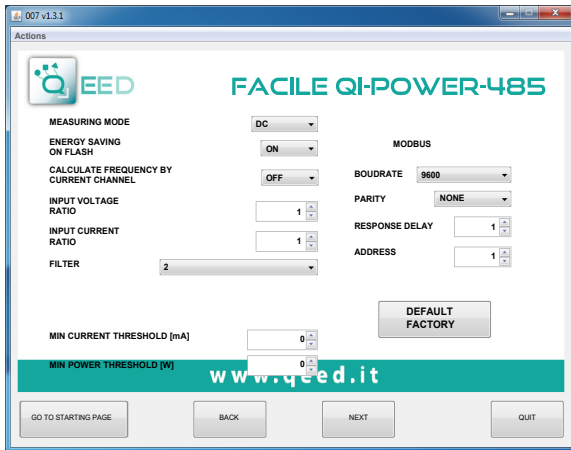 007 v1.3.1
Actions
QEED
FACILE QI-POWER-485
MEASURING MODE
DC
ENERGY SAVING
ON FLASH
ON
CALCULATE FREQUENCY BY
CURRENT CHANNEL
OFF
INPUT VOLTAGE
RATIO
1
INPUT CURRENT
RATIO
1
FILTER
2
MODBUS
BOUDRATE
9600
PARITY
NONE
RESPONSE DELAY
1
ADDRESS
1
DEFAULT
FACTORY
MIN CURRENT THRESHOLD [mA]
0
MIN POWER THRESHOLD [W]
0
www.qeed.it
GO TO STARTING PAGE
BACK
NEXT
QUIT